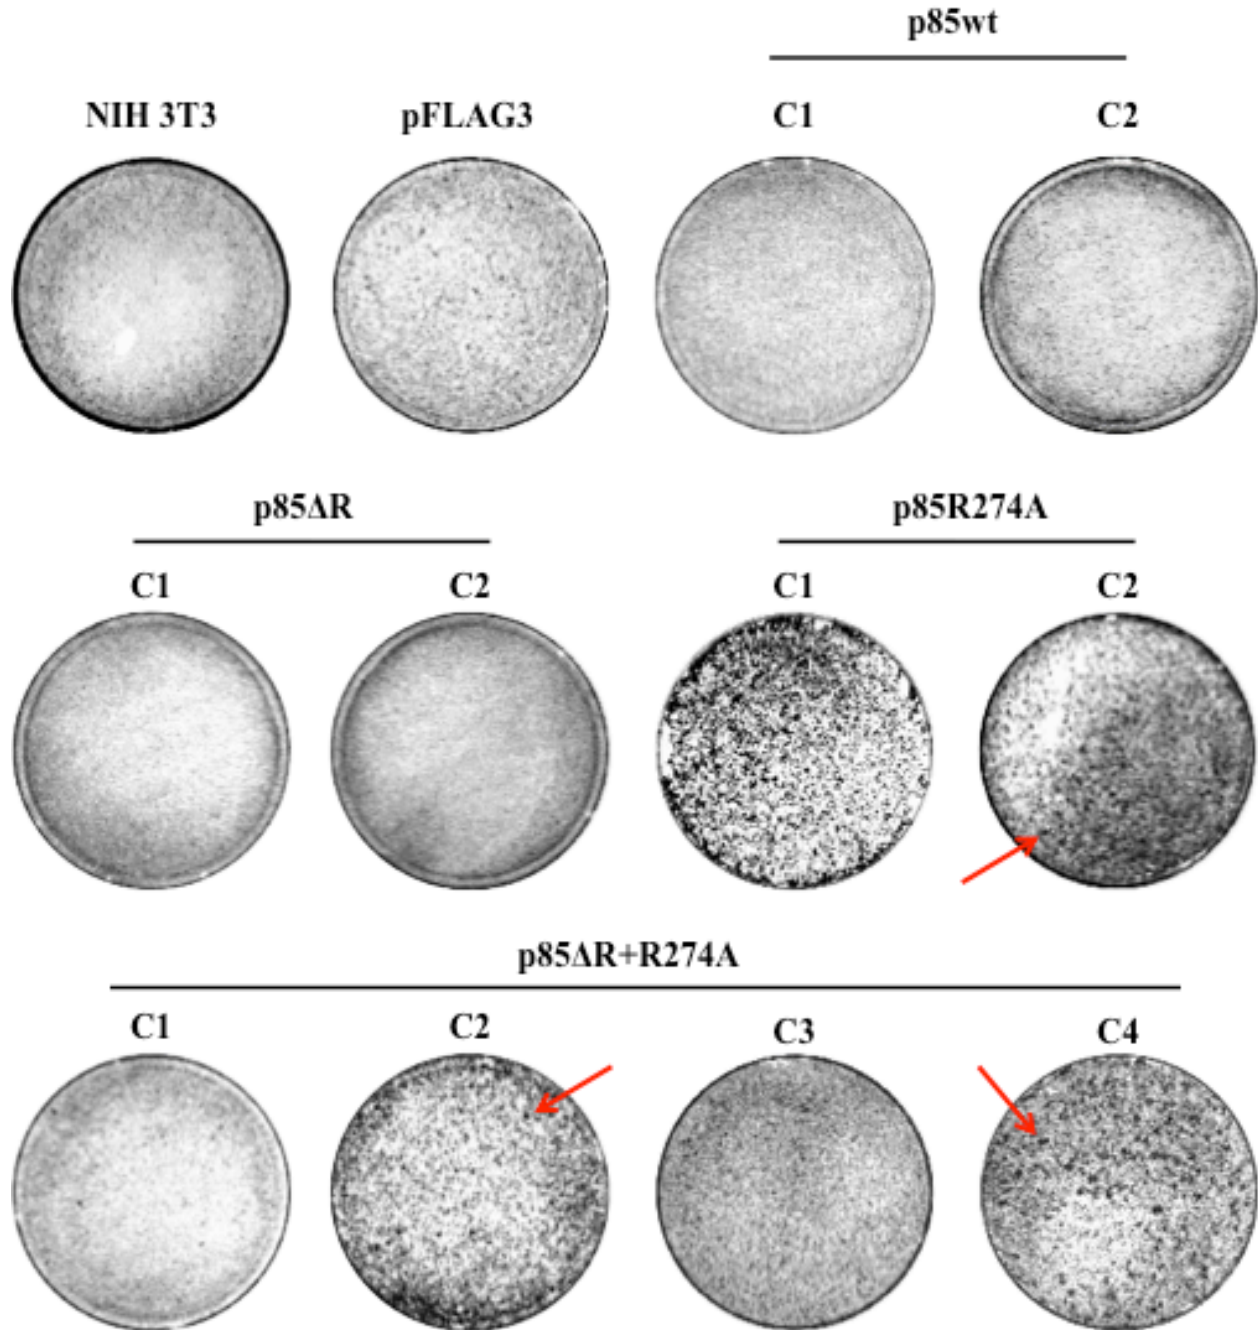 p85wt
NIH 3T3 pFLAG3 C1 C2
p85ΔR p85R274A
C1 C2 C1 C2
p85ΔR+R274A
C1 C2 C3 C4